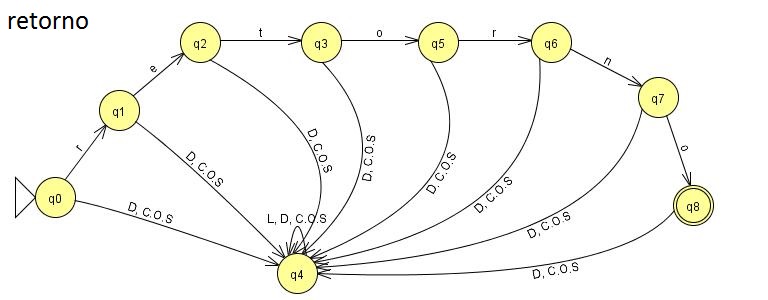 retorno
q2
t
q3
o
q5
r
q6
e
n
q1
q7
r
D, C.O.S
D, C.O.S
D, C.O.S
D, C.O.S
D, C.O.S
o
q0
D, C.O.S
L, D, C.O.S
D, C.O.S
q8
q4
D, C.O.S